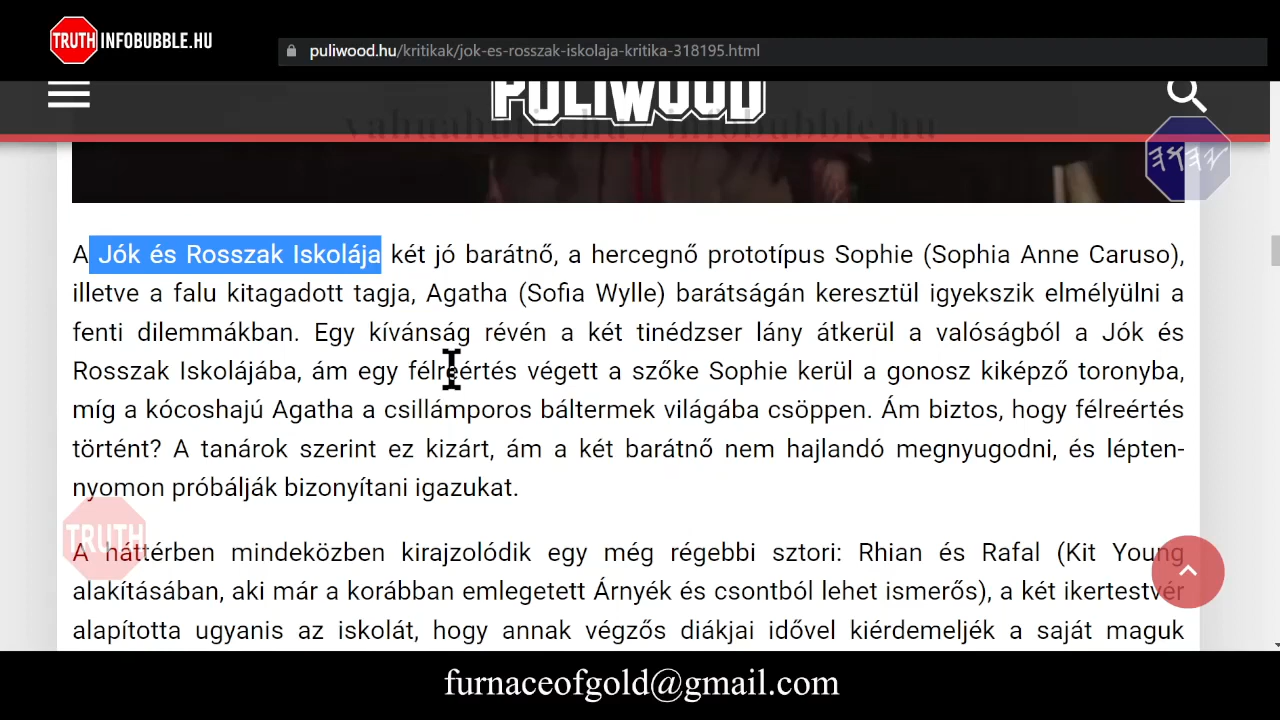 TRUTH INFOBUBBLE.HU
puliwood.hu/kritikak/jok-es-rosszak-iskolaja-kritika-318195.html
PULIWOOD
yahuahutja.hu infobubble.hu
𐤉𐤄𐤅𐤄
A Jók és Rosszak Iskolája két jó barátnő, a hercegnő prototípus Sophie (Sophia Anne Caruso),
illetve a falu kitagadott tagja, Agatha (Sofia Wylle) barátságán keresztül igyekszik elmélyülni a
fenti dilemmákban. Egy kívánság révén a két tinédzser lány átkerül a valóságból a Jók és
Rosszak Iskolájába, ám egy félreértés végett a szőke Sophie kerül a gonosz kiképző toronyba,
míg a kócoshajú Agatha a csillámporos báltermek világába csöppen. Ám biztos, hogy félreértés
történt? A tanárok szerint ez kizárt, ám a két barátnő nem hajlandó megnyugodni, és lépten-
nyomon próbálják bizonyítani igazukat.
TRUTH
A háttérben mindeközben kirajzolódik egy még régebbi sztori: Rhian és Rafal (Kit Young
alakításában, aki már a korábban emlegetett Árnyék és csontból lehet ismerős), a két ikertestvér
alapította ugyanis az iskolát, hogy annak végzős diákjai idővel kiérdemeljék a saját maguk
furnaceofgold@gmail.com